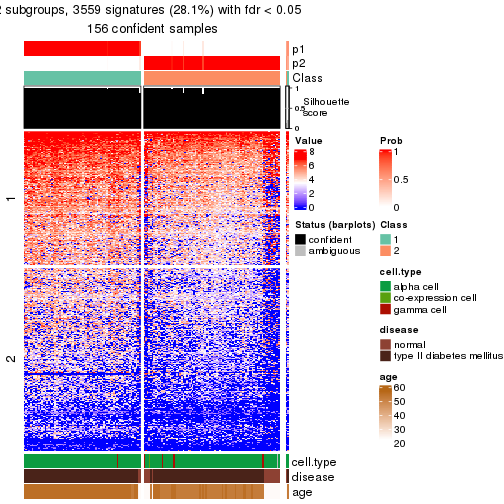 2 subgroups, 3559 signatures (28.1%) with fdr < 0.05
156 confident samples
p1
p2
Class
1
0.5
0
Silhouette
score
1
2
Value
8
6
4
2
0
Prob
1
0.5
0
Status (barplots)
confident
ambiguous
Class
1
2
cell.type
alpha cell
co-expression cell
gamma cell
disease
normal
type II diabetes mellitus
age
60
50
40
30
20
cell.type
disease
age